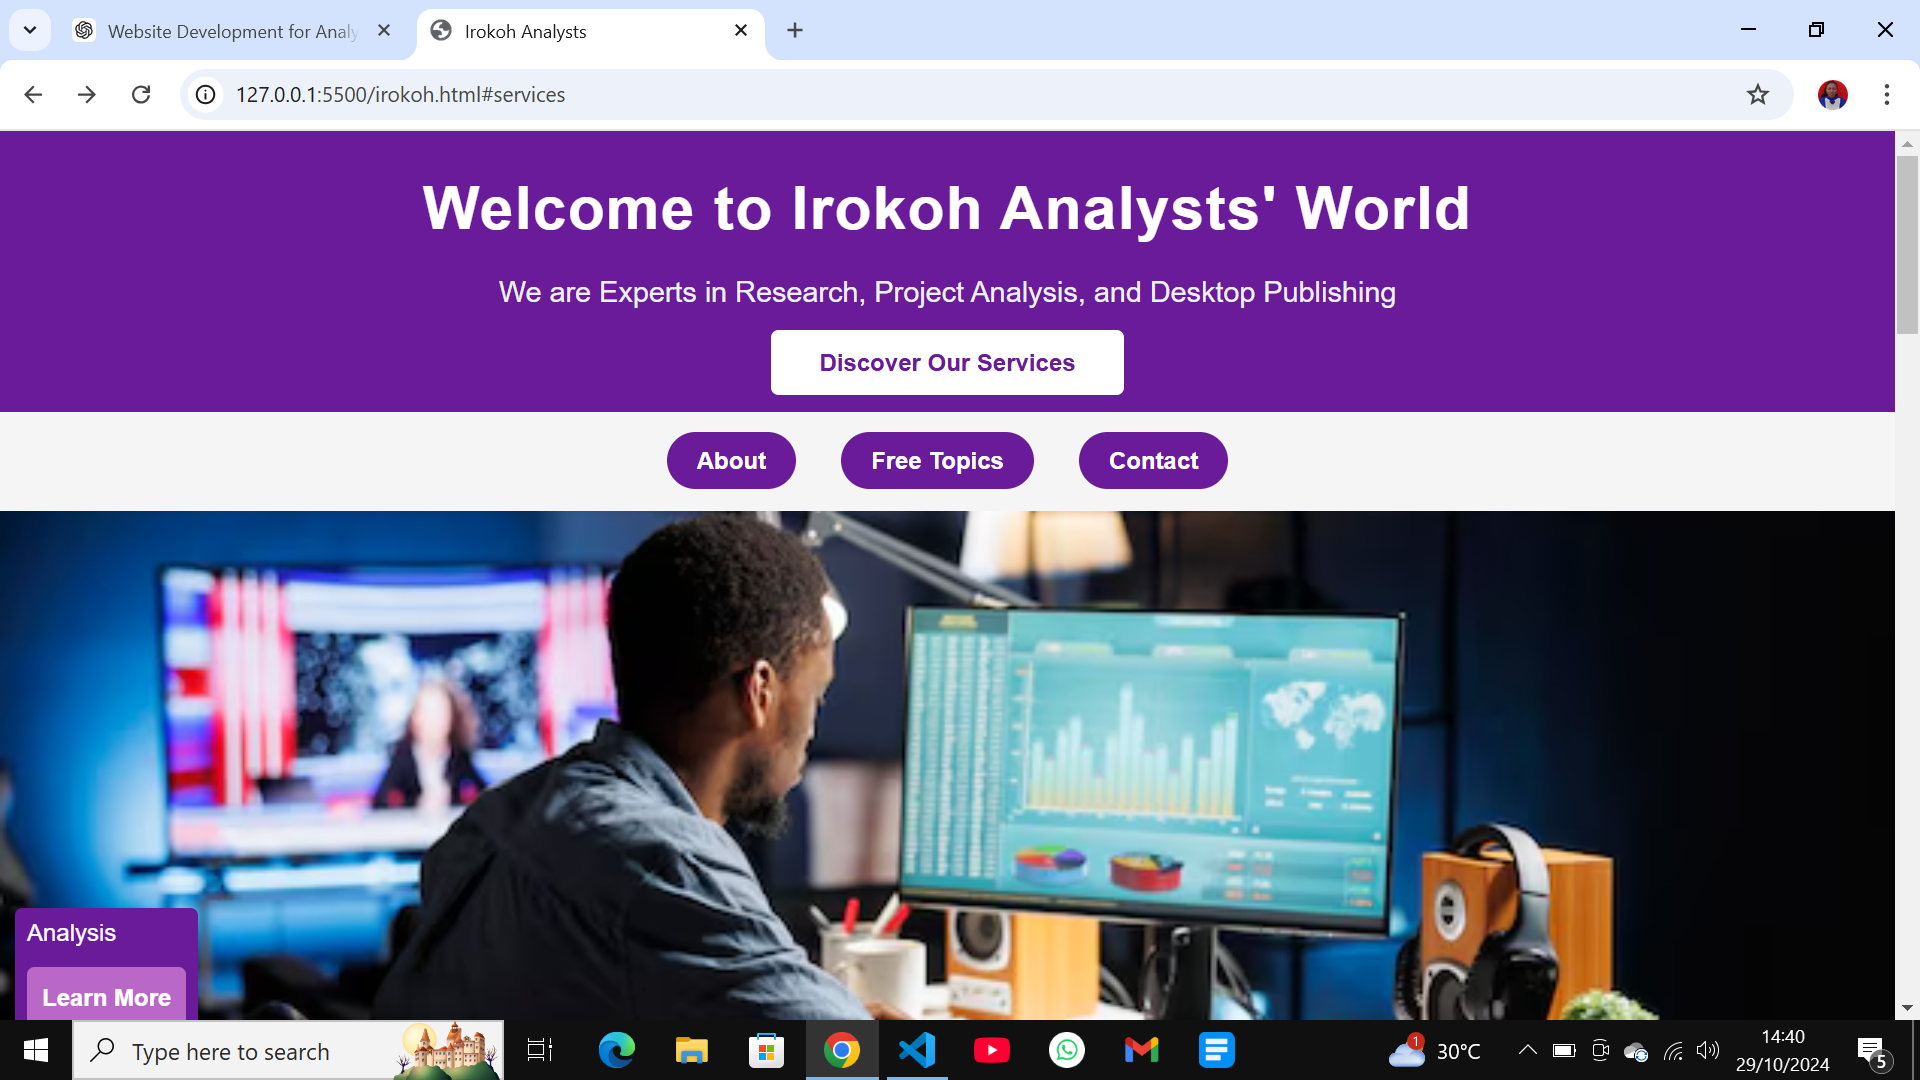 Website Development for Analy
Irokoh Analysts
127.0.0.1:5500/irokoh.html#services
Welcome to Irokoh Analysts' World
We are Experts in Research, Project Analysis, and Desktop Publishing
Discover Our Services
About
Free Topics
Contact
Analysis
Learn More
Type here to search
1
30°C
14:40
29/10/2024
5